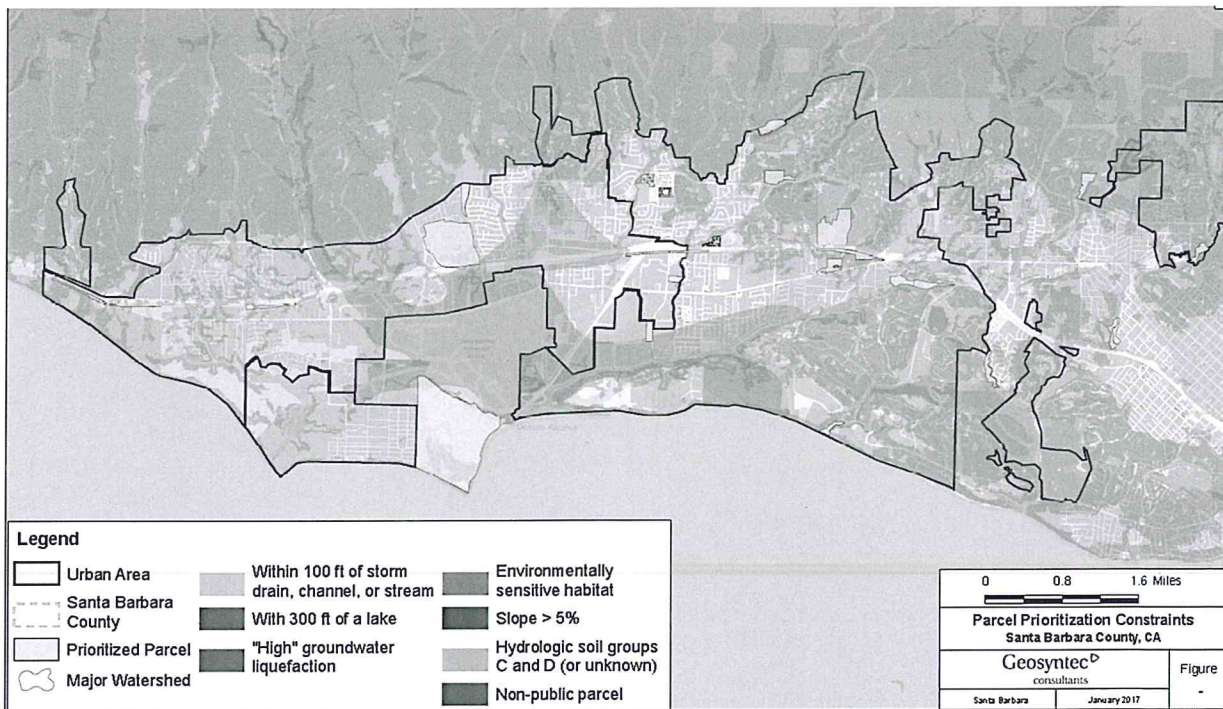 Legend
Urban Area
Santa Barbara
County
Prioritized Parcel
Major Watershed
Within 100 ft of storm
drain, channel, or stream
With 300 ft of a lake
"High" groundwater
liquefaction
Environmentally
sensitive habitat
Slope > 5%
Hydrologic soil groups
C and D (or unknown)
Non-public parcel
0 0.8 1.6 Miles
Parcel Prioritization Constraints
Santa Barbara County, CA
Geosyntec
consultants
Figure
-
Santa Barbara
January 2017